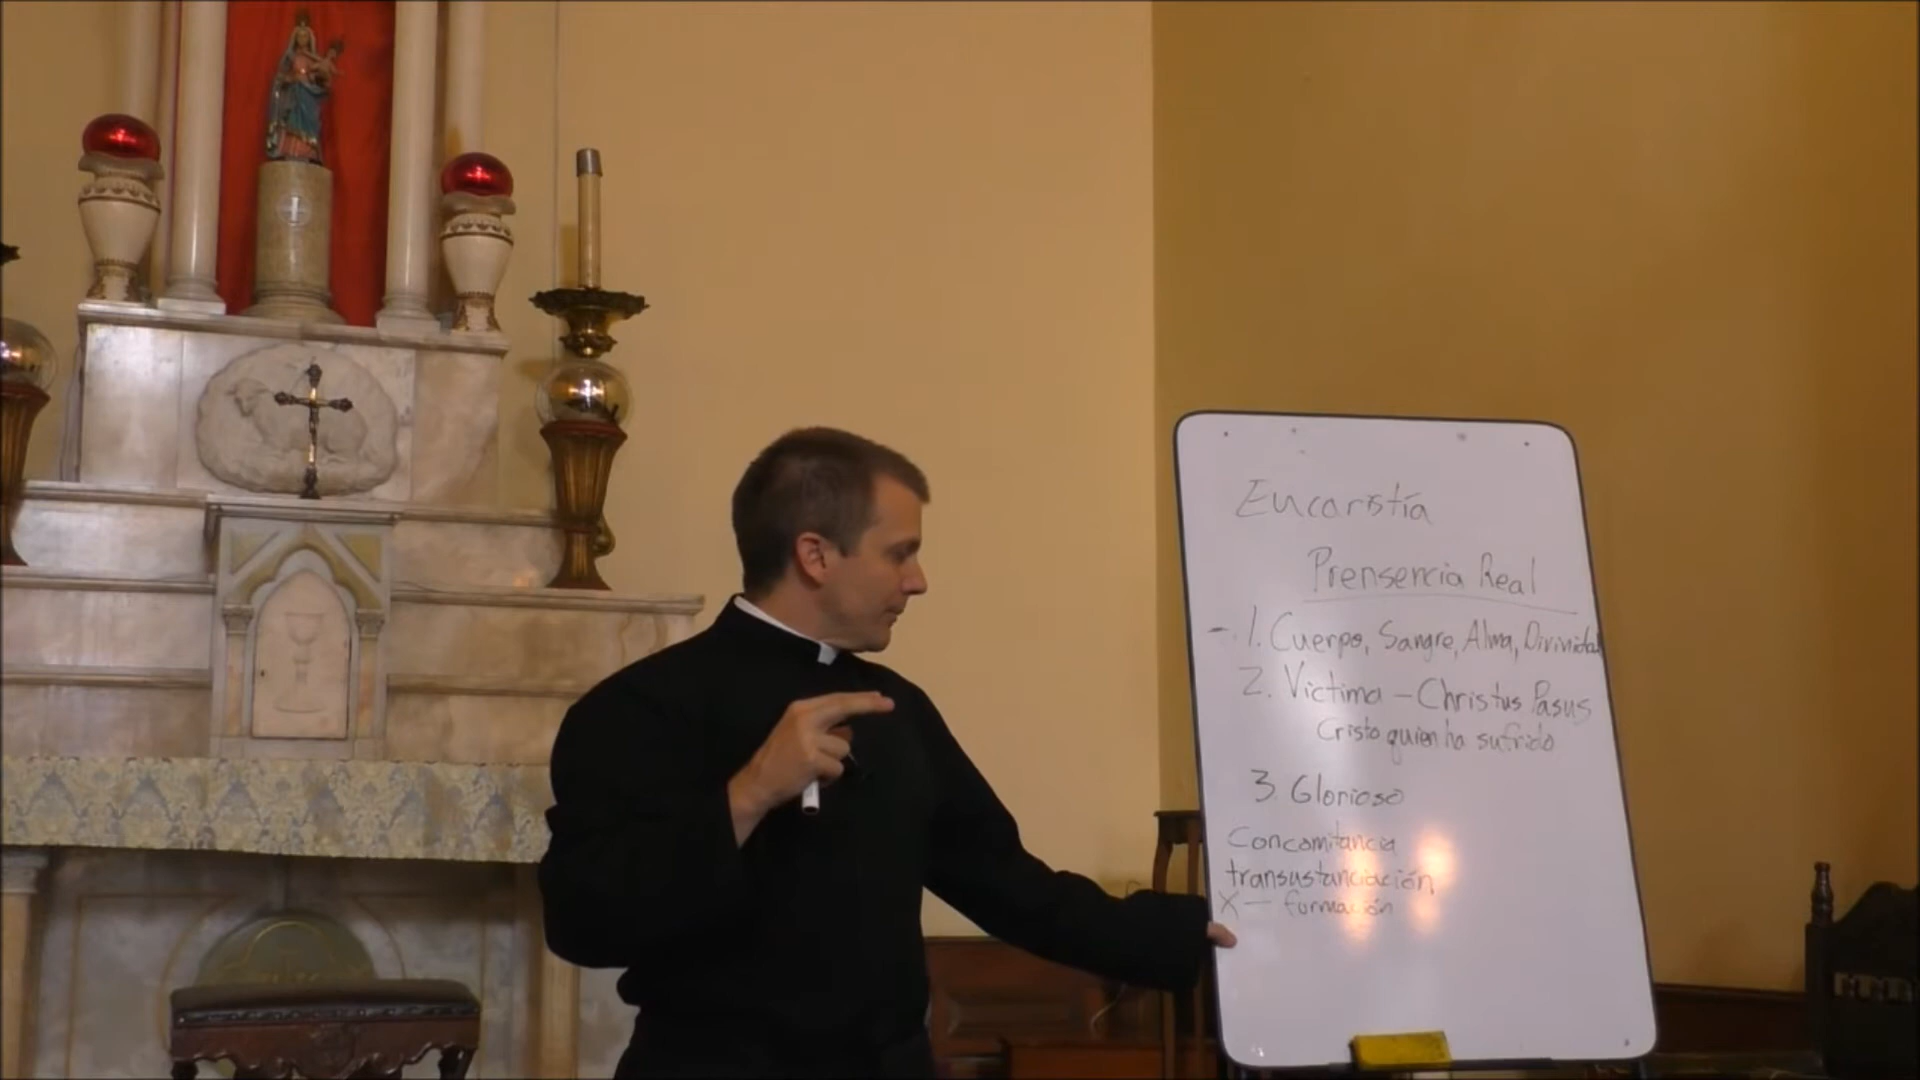 Eucaristía
Prensencia Real
- 1. Cuerpo, Sangre, Alma, Divinidad
2. Victima - Christus Pasus
Cristo quien ha sufrido
3. Glorioso
Concomitancia
transustanciación
X - formación